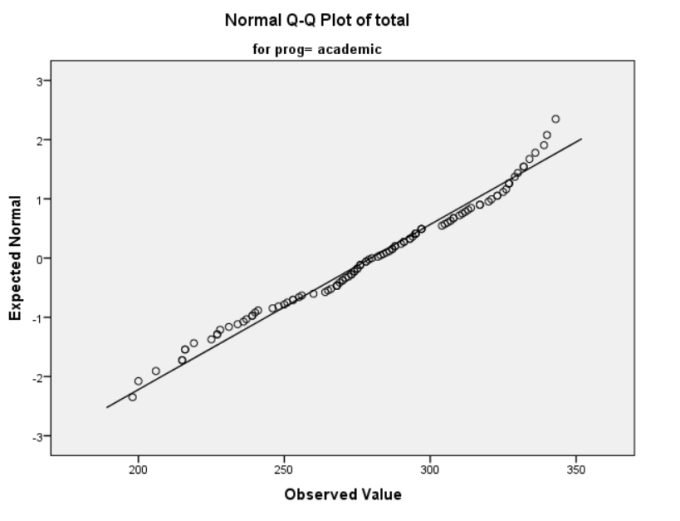 Normal Q-Q Plot of total
for prog= academic
3
2
1
0
-1
-2
-3
Expected Normal
200 250 300 350
Observed Value